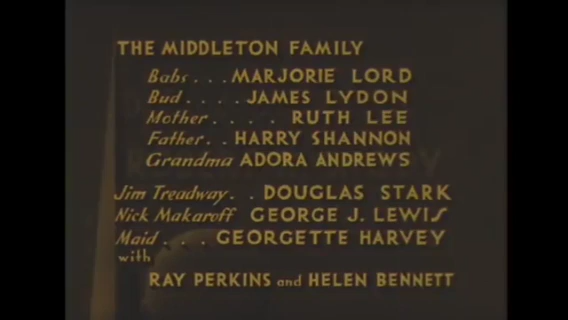 THE MIDDLETON FAMILY
Babs . . . MARJORIE LORD
Bud . . . . JAMES LYDON
Mother . . . . RUTH LEE
Father . . HARRY SHANNON
Grandma ADORA ANDREWS
Jim Treadway . . DOUGLAS STARK
Nick Makaroff GEORGE J. LEWIS
Maid . . . GEORGETTE HARVEY
with
RAY PERKINS and HELEN BENNETT